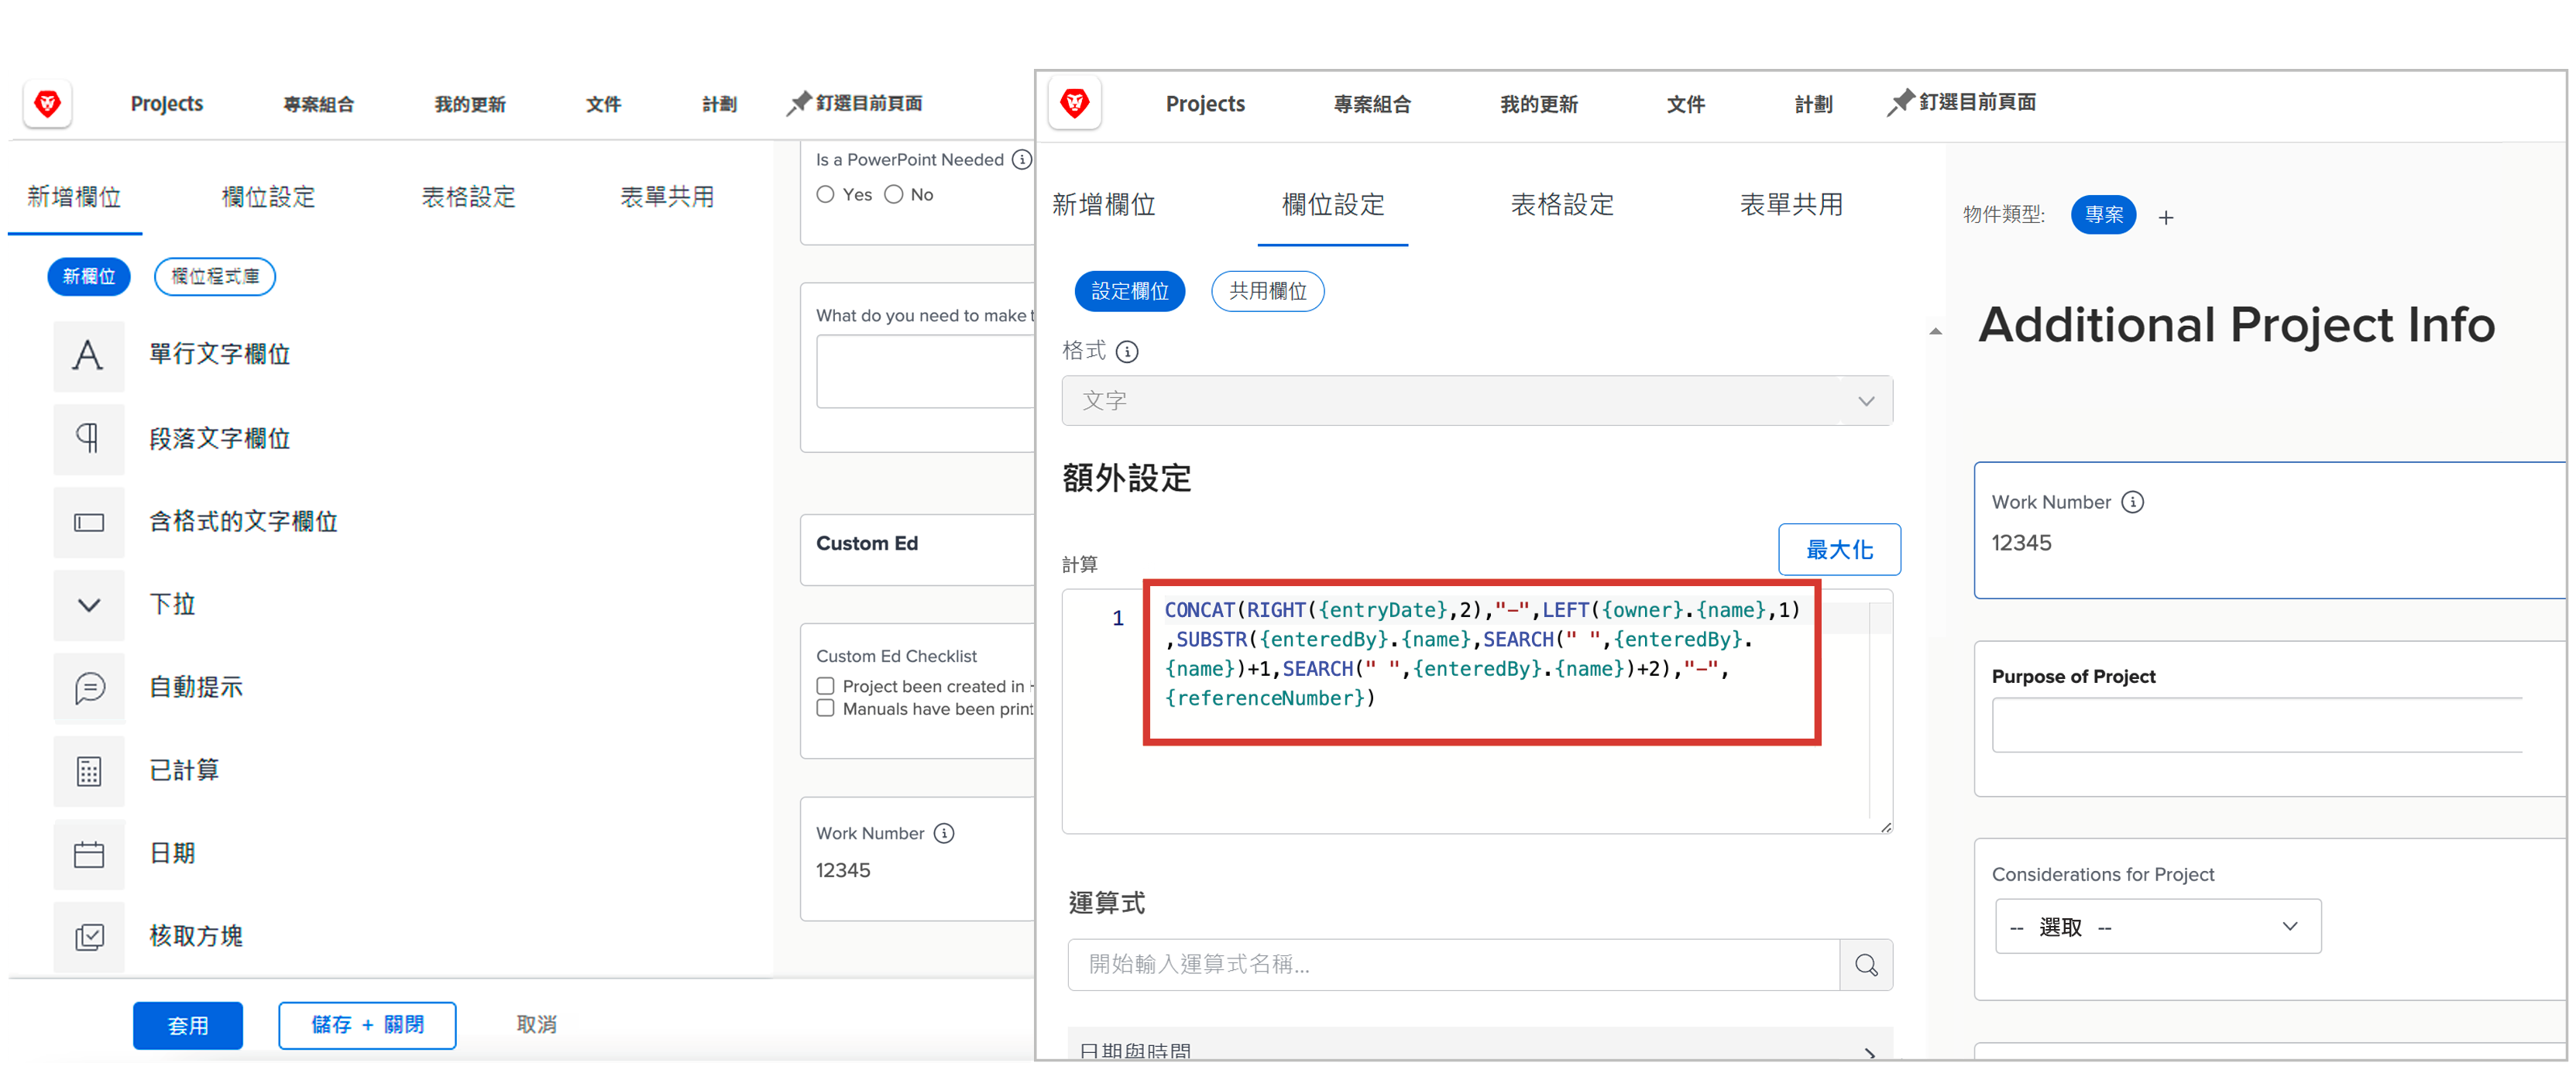 Projects 專案組合 我的更新 文件 計劃 釘選目前頁面
新增欄位 欄位設定 表格設定 表單共用
新欄位 欄位程式庫
單行文字欄位
段落文字欄位
含格式的文字欄位
下拉
自動提示
已計算
日期
核取方塊
套用 儲存 + 關閉 取消
Is a PowerPoint Needed
Yes No
What do you need to make
Custom Ed
Custom Ed Checklist
Project been created in
Manuals have been print
Work Number
12345
Projects 專案組合 我的更新 文件 計劃 釘選目前頁面
新增欄位 欄位設定 表格設定 表單共用
設定欄位 共用欄位
格式
文字
額外設定
最大化
計算
1
CONCAT(RIGHT({entryDate},2),"-",LEFT({owner}.{name},1)
,SUBSTR({enteredBy}.{name},SEARCH(" ",{enteredBy}.
{name})+1,SEARCH(" ",{enteredBy}.{name})+2),"-",
{referenceNumber})
運算式
開始輸入運算式名稱...
日期與時間
物件類型: 專案 +
Additional Project Info
Work Number
12345
Purpose of Project
Considerations for Project
-- 選取 --